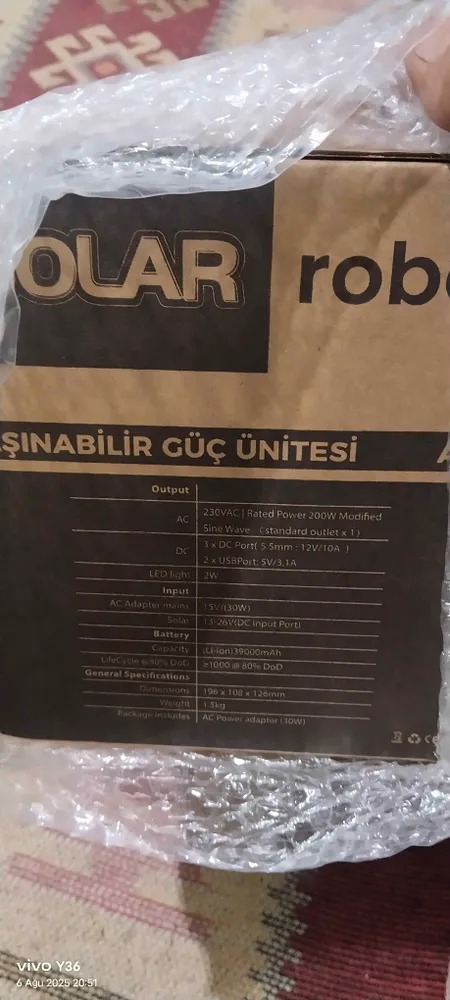 OLAR
rob
ŞINABİLİR GÜÇ ÜNİTESİ
A
Output
AC 230VAC | Rated Power 200W Modified
Sine Wave (standard outlet x 1)
DC 3 x DC Port( 5.5mm : 12V/10A )
2 x USBPort: 5V/3,1A
LED light 2W
Input
AC Adapter mains 15V/(30W)
Solar 13-26V(DC Input Port)
Battery
Capacity (Li-Ion)39000mAh
LifeCycle @ 80% DoD ≥1000 @ 80% DoD
General Specifications
Dimensions 196 x 108 x 126mm
Weight 1.5kg
Package includes AC Power adapter (30W)
CE
vivo Y36
6 Ağu 2025 20:51